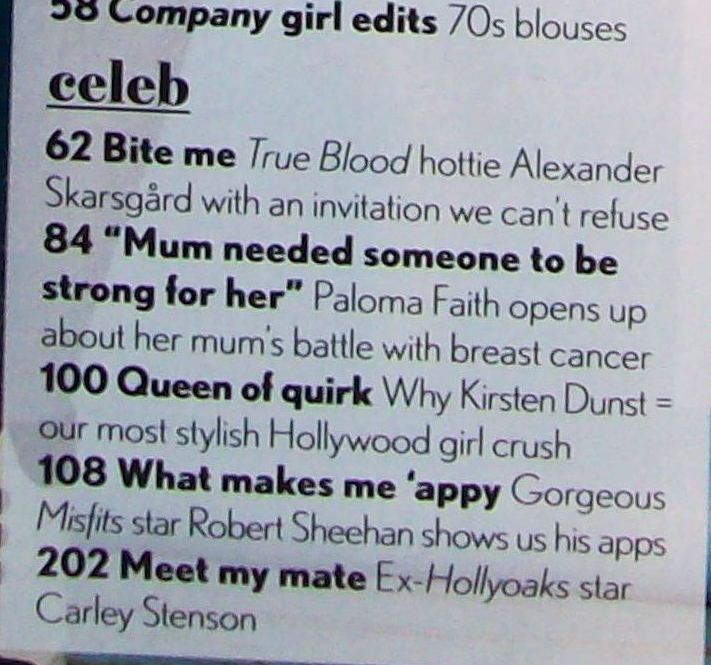 58 Company girl edits 70s blouses
celeb
62 Bite me True Blood hottie Alexander
Skarsgård with an invitation we can't refuse
84 "Mum needed someone to be
strong for her" Paloma Faith opens up
about her mum's battle with breast cancer
100 Queen of quirk Why Kirsten Dunst =
our most stylish Hollywood girl crush
108 What makes me 'appy Gorgeous
Misfits star Robert Sheehan shows us his apps
202 Meet my mate Ex-Hollyoaks star
Carley Stenson